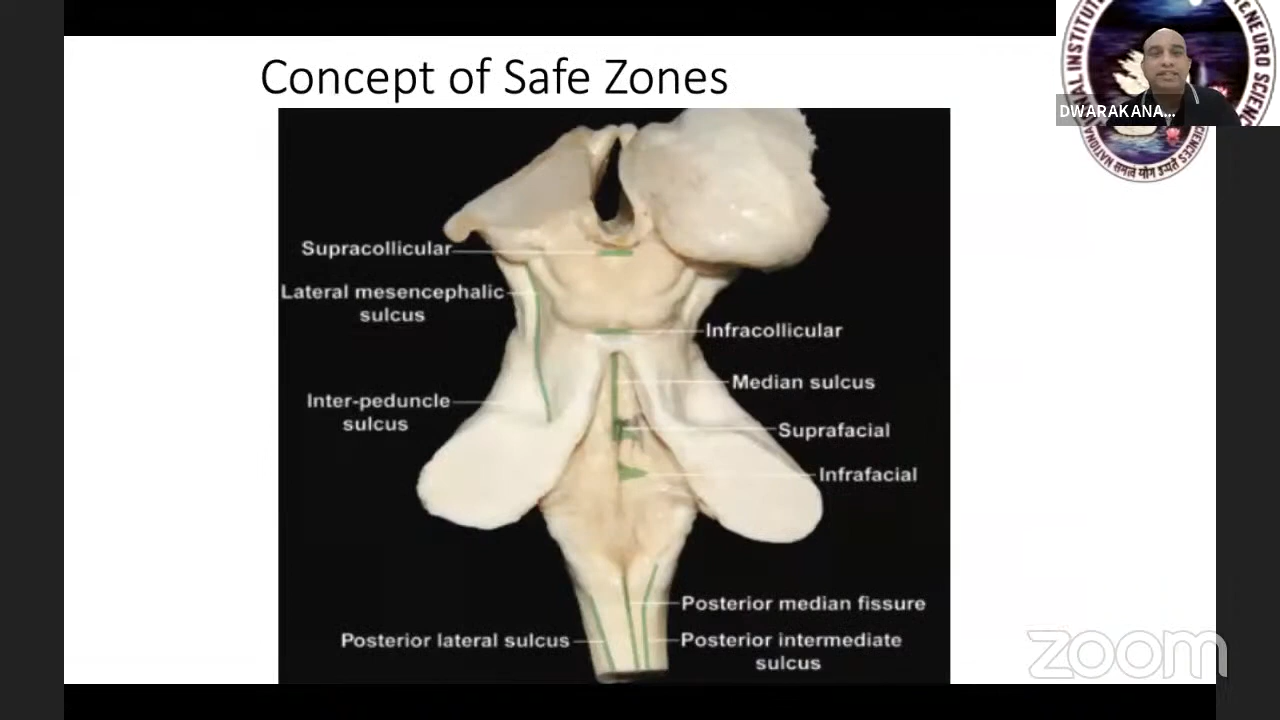 Concept of Safe Zones
DWARAKANA...
Supracollicular
Lateral mesencephalic
sulcus
Infracollicular
Median sulcus
Inter-peduncle
sulcus
Suprafacial
Infrafacial
Posterior median fissure
Posterior lateral sulcus
Posterior intermediate
sulcus
zoom